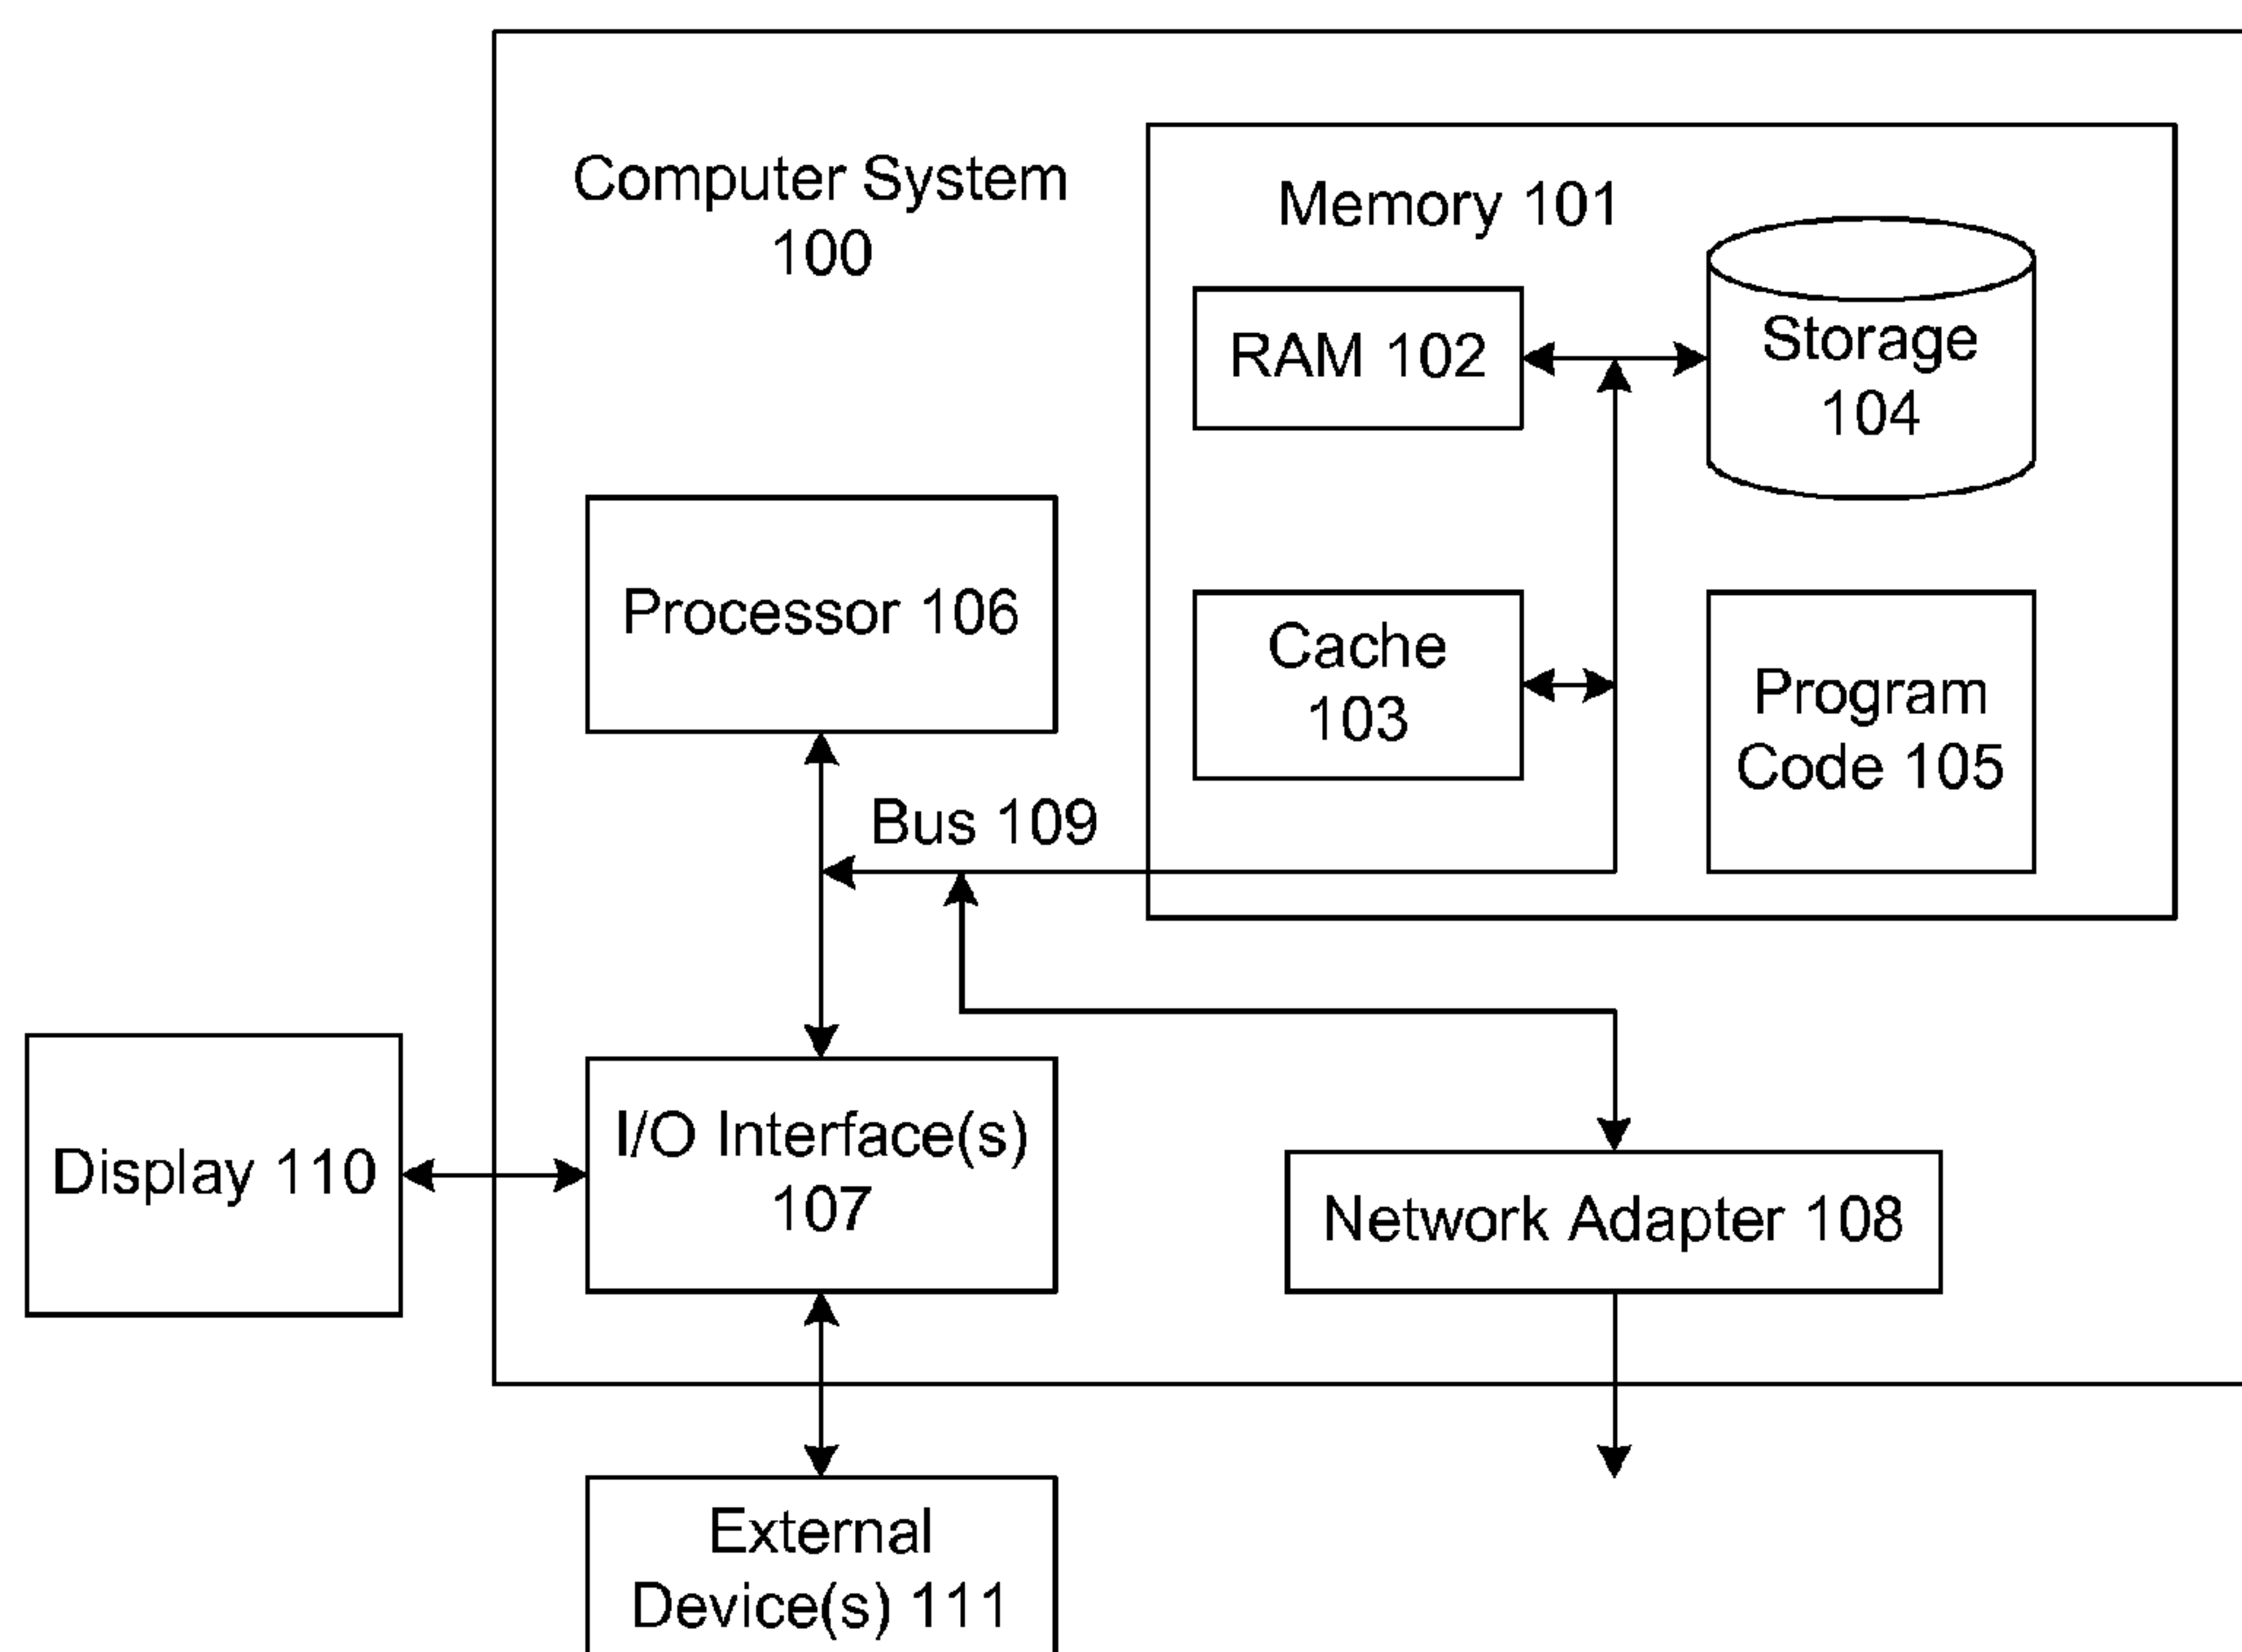 Computer System
100
Memory 101
RAM 102
Storage
104
Processor 106
Cache
103
Program
Code 105
Bus 109
Display 110
I/O Interface(s)
107
Network Adapter 108
External
Device(s) 111